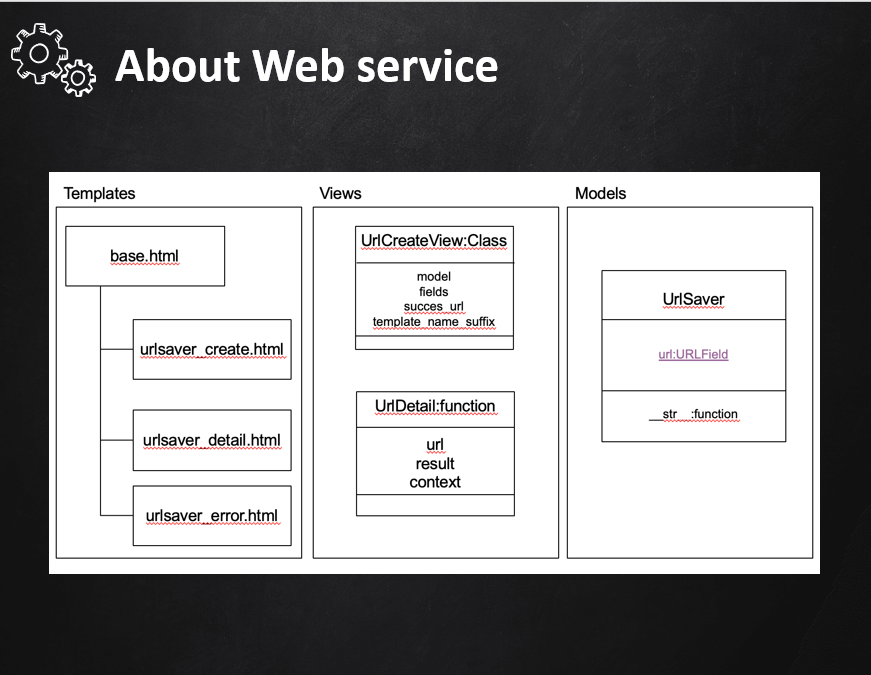 About Web service
Templates
base.html
urlsaver_create.html
urlsaver_detail.html
urlsaver_error.html
Views
UrlCreateView:Class
model
fields
succes_url
template_name_suffix
UrlDetail:function
url
result
context
Models
UrlSaver
url:URLField
__str__:function